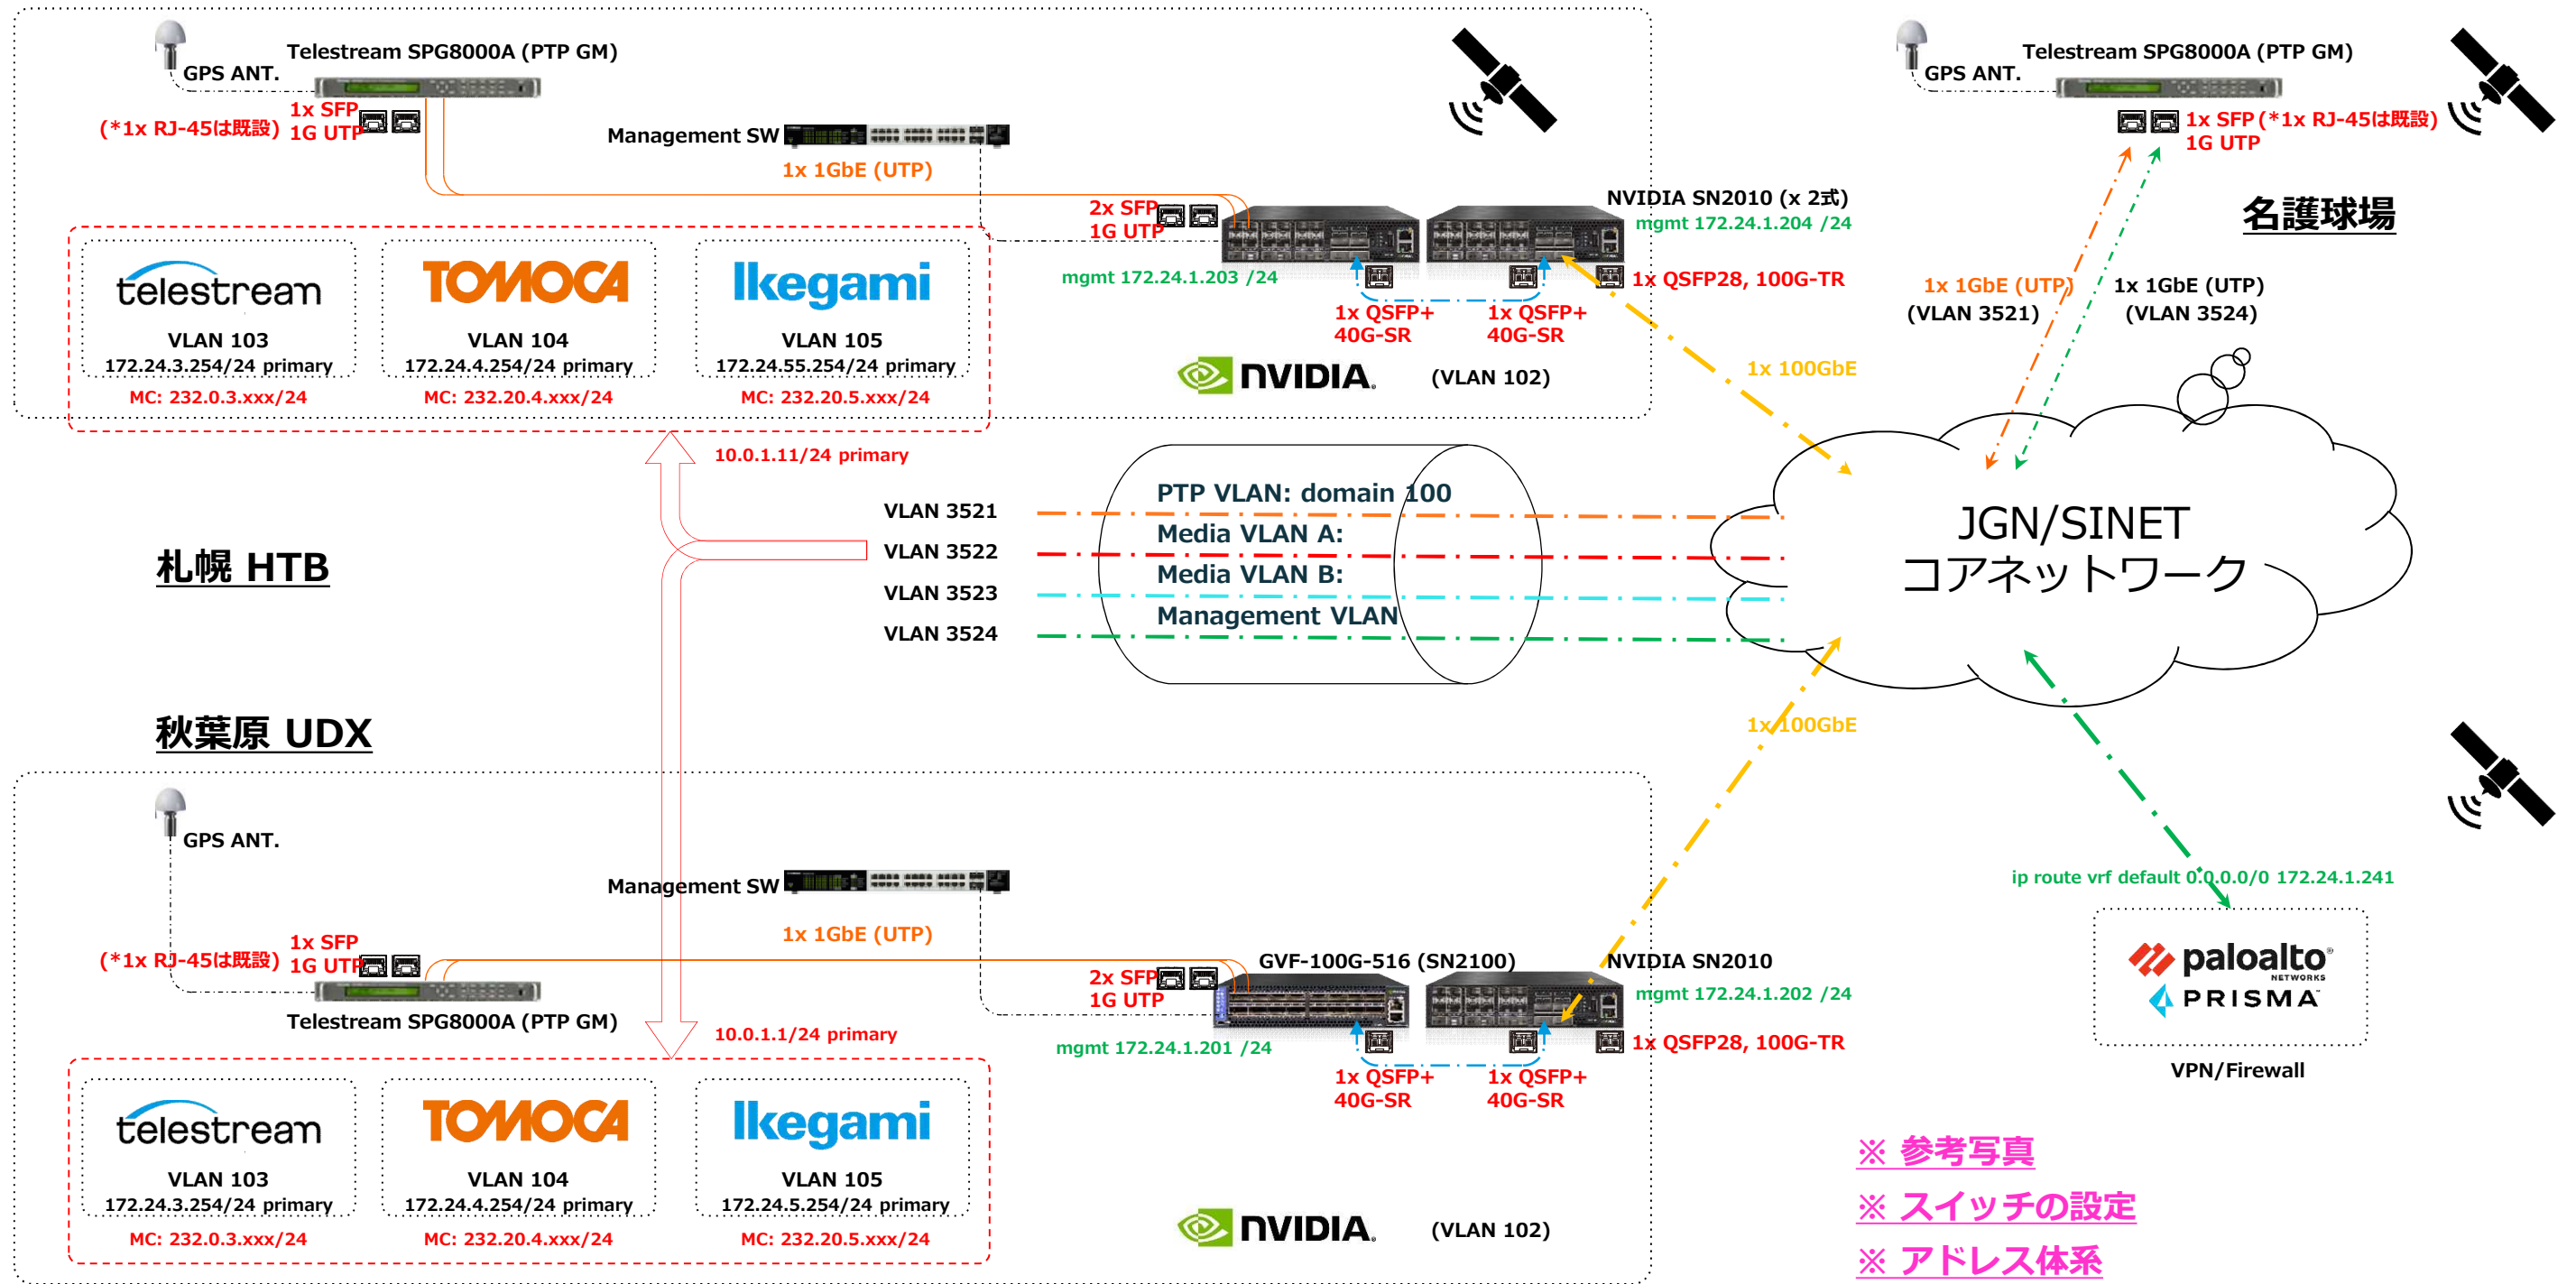 Telestream SPG8000A (PTP GM)
GPS ANT.
1x SFP
(*1x RJ-45は既設) 1G UTP
Management SW
1x 1GbE (UTP)
2x SFP
1G UTP
NVIDIA SN2010 (x 2式)
mgmt 172.24.1.204 /24
mgmt 172.24.1.203 /24
1x QSFP28, 100G-TR
1x QSFP+
40G-SR
1x QSFP+
40G-SR
telestream
VLAN 103
172.24.3.254/24 primary
MC: 232.0.3.xxx/24
TOMOCA
VLAN 104
172.24.4.254/24 primary
MC: 232.20.4.xxx/24
Ikegami
VLAN 105
172.24.55.254/24 primary
MC: 232.20.5.xxx/24
NVIDIA.
(VLAN 102)
Telestream SPG8000A (PTP GM)
GPS ANT.
1x SFP (*1x RJ-45は既設)
1G UTP
名護球場
1x 1GbE (UTP)
(VLAN 3521)
1x 1GbE (UTP)
(VLAN 3524)
1x 100GbE
10.0.1.11/24 primary
札幌 HTB
VLAN 3521
PTP VLAN: domain 100
VLAN 3522
Media VLAN A:
VLAN 3523
Media VLAN B:
VLAN 3524
Management VLAN
JGN/SINET
コアネットワーク
秋葉原 UDX
1x 100GbE
GPS ANT.
Management SW
1x 1GbE (UTP)
1x SFP
(*1x RJ-45は既設) 1G UTP
Telestream SPG8000A (PTP GM)
2x SFP
1G UTP
GVF-100G-516 (SN2100)
NVIDIA SN2010
mgmt 172.24.1.202 /24
mgmt 172.24.1.201 /24
1x QSFP28, 100G-TR
1x QSFP+
40G-SR
1x QSFP+
40G-SR
10.0.1.1/24 primary
telestream
VLAN 103
172.24.3.254/24 primary
MC: 232.0.3.xxx/24
TOMOCA
VLAN 104
172.24.4.254/24 primary
MC: 232.20.4.xxx/24
Ikegami
VLAN 105
172.24.5.254/24 primary
MC: 232.20.5.xxx/24
NVIDIA.
(VLAN 102)
ip route vrf default 0.0.0.0/0 172.24.1.241
paloalto
NETWORKS
PRISMA
VPN/Firewall
※ 参考写真
※ スイッチの設定
※ アドレス体系